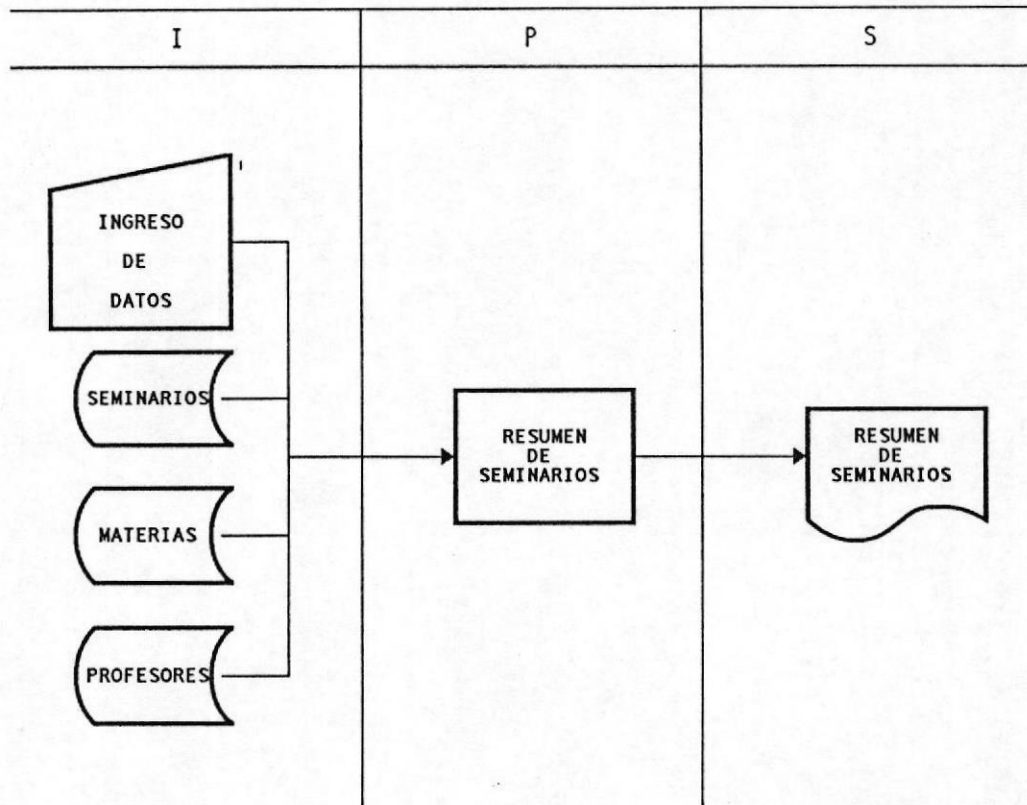 I
P
S
INGRESO
DE
DATOS
SEMINARIOS
MATERIAS
PROFESORES
RESUMEN
DE
SEMINARIOS
RESUMEN
DE
SEMINARIOS